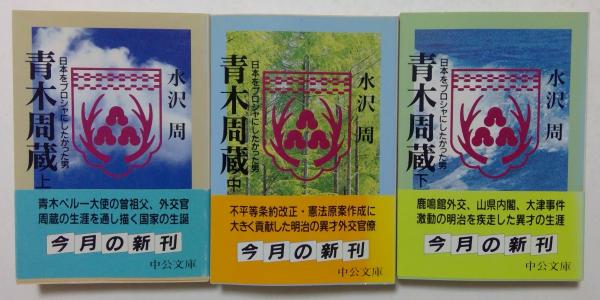 水沢周
日本をプロシャにしたかった男
青木周蔵 上
青木ペルー大使の曽祖父、外交官
周蔵の生涯を通し描く国家の生誕
今月の新刊
中公文庫
水沢周
日本をプロシャにしたかった男
青木周蔵 中
不平等条約改正・憲法原案作成に
大きく貢献した明治の異才外交官僚
今月の新刊
中公文庫
水沢周
日本をプロシャにしたかった男
青木周蔵 下
鹿鳴館外交、山県内閣、大津事件
激動の明治を疾走した異才の生涯
今月の新刊
中公文庫